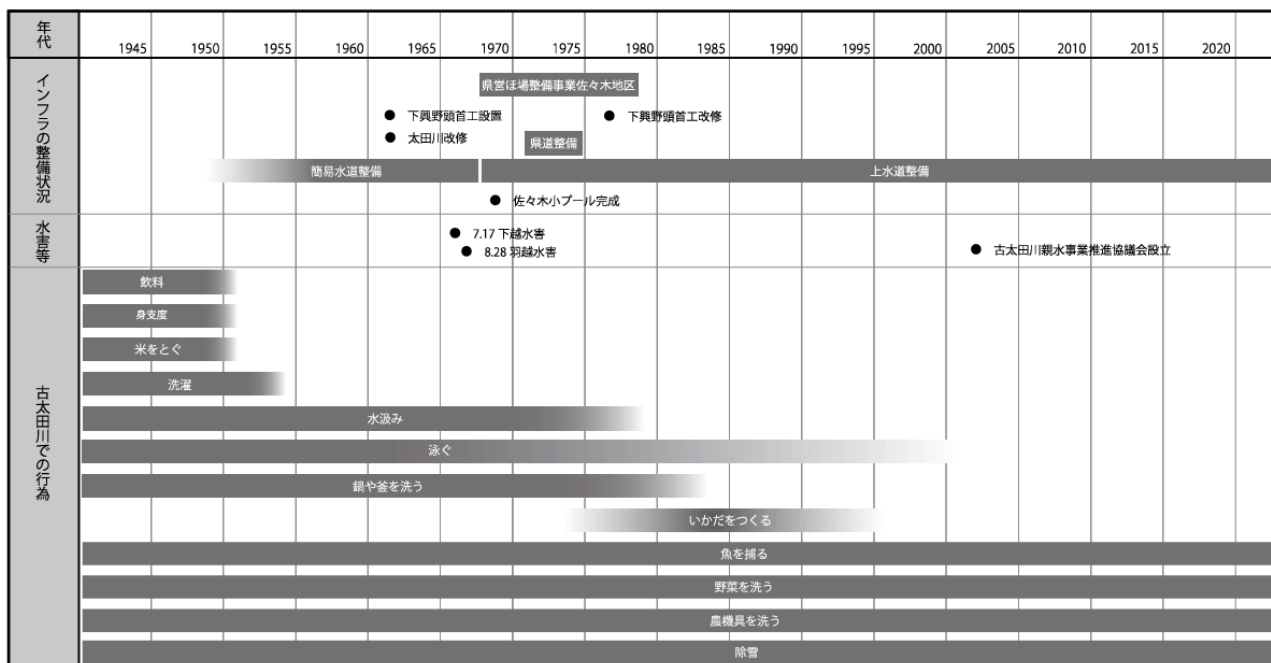 年代
1945 1950 1955 1960 1965 1970 1975 1980 1985 1990 1995 2000 2005 2010 2015 2020
インフラの整備状況
県営ほ場整備事業佐々木地区
下興野頭首工設置
下興野頭首工改修
太田川改修
県道整備
簡易水道整備
上水道整備
佐々木小プール完成
水害等
7.17 下越水害
8.28 羽越水害
古太田川親水事業推進協議会設立
古太田川での行為
飲料
身支度
米をとぐ
洗濯
水汲み
泳ぐ
鍋や釜を洗う
いかだをつくる
魚を捕る
野菜を洗う
農機具を洗う
除雪